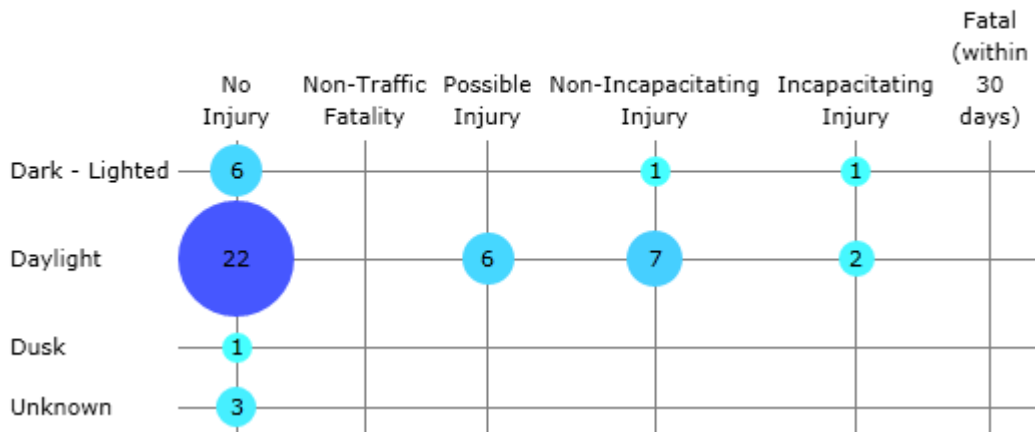 No Injury
Non-Traffic Fatality
Possible Injury
Non-Incapacitating Injury
Incapacitating Injury
Fatal (within 30 days)
Dark - Lighted 6 1 1
Daylight 22 6 7 2
Dusk 1
Unknown 3